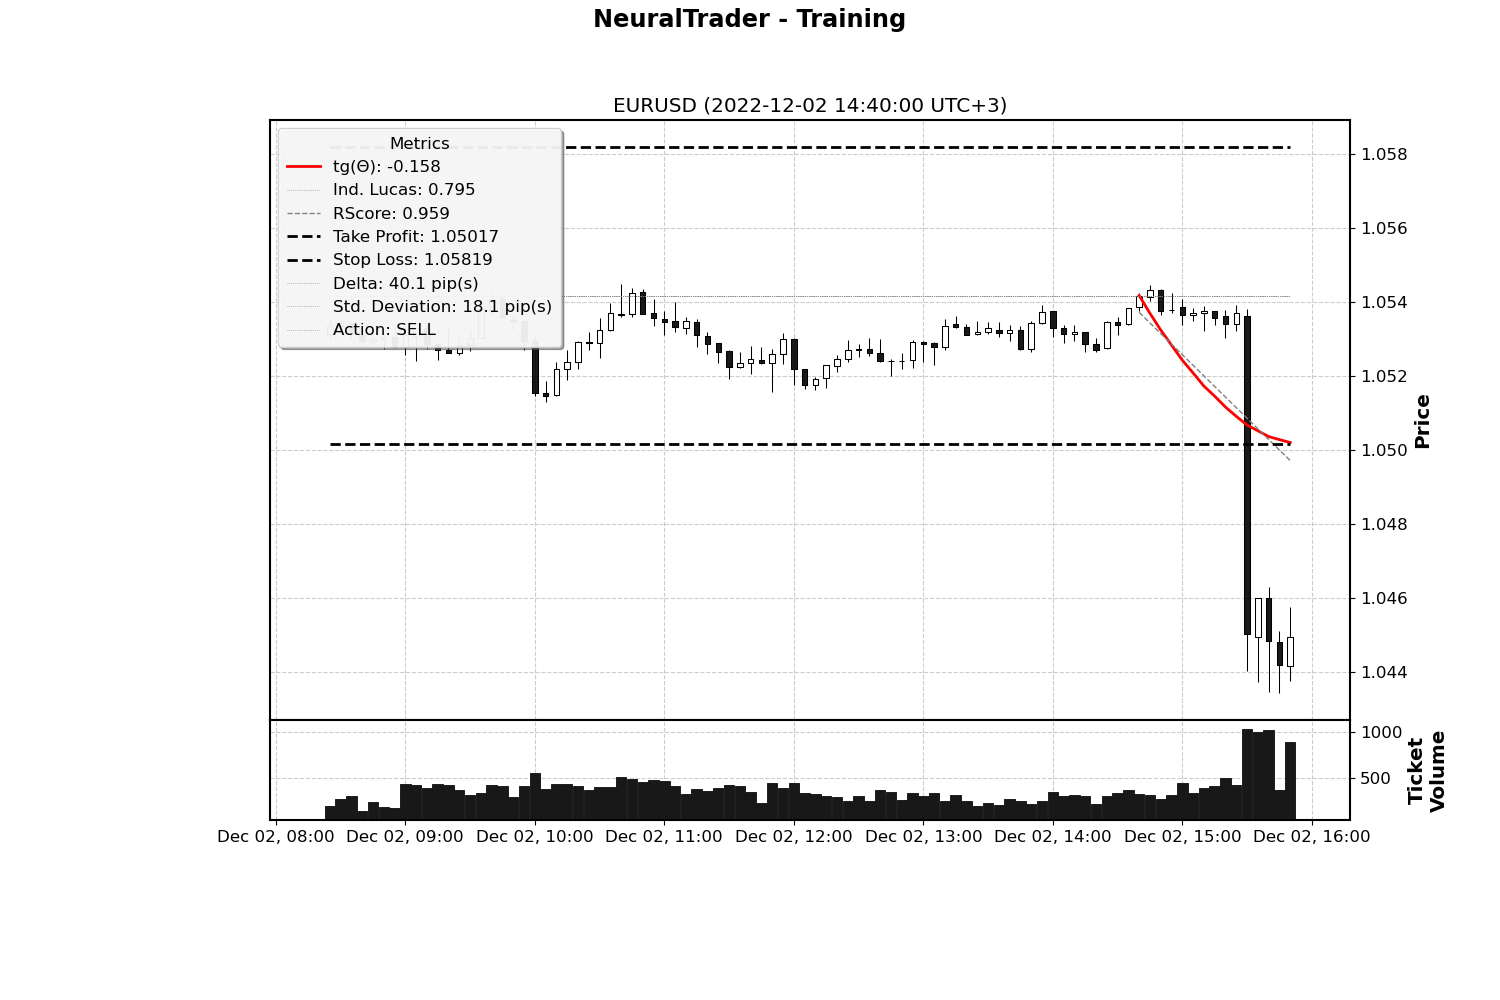 NeuralTrader - Training
EURUSD (2022-12-02 14:40:00 UTC+3)
Metrics
tg(Θ): -0.158
Ind. Lucas: 0.795
RScore: 0.959
Take Profit: 1.05017
Stop Loss: 1.05819
Delta: 40.1 pip(s)
Std. Deviation: 18.1 pip(s)
Action: SELL
1.058
1.056
1.054
1.052
1.050
1.048
1.046
1.044
Price
1000
500
Ticket
Volume
Dec 02, 08:00
Dec 02, 09:00
Dec 02, 10:00
Dec 02, 11:00
Dec 02, 12:00
Dec 02, 13:00
Dec 02, 14:00
Dec 02, 15:00
Dec 02, 16:00